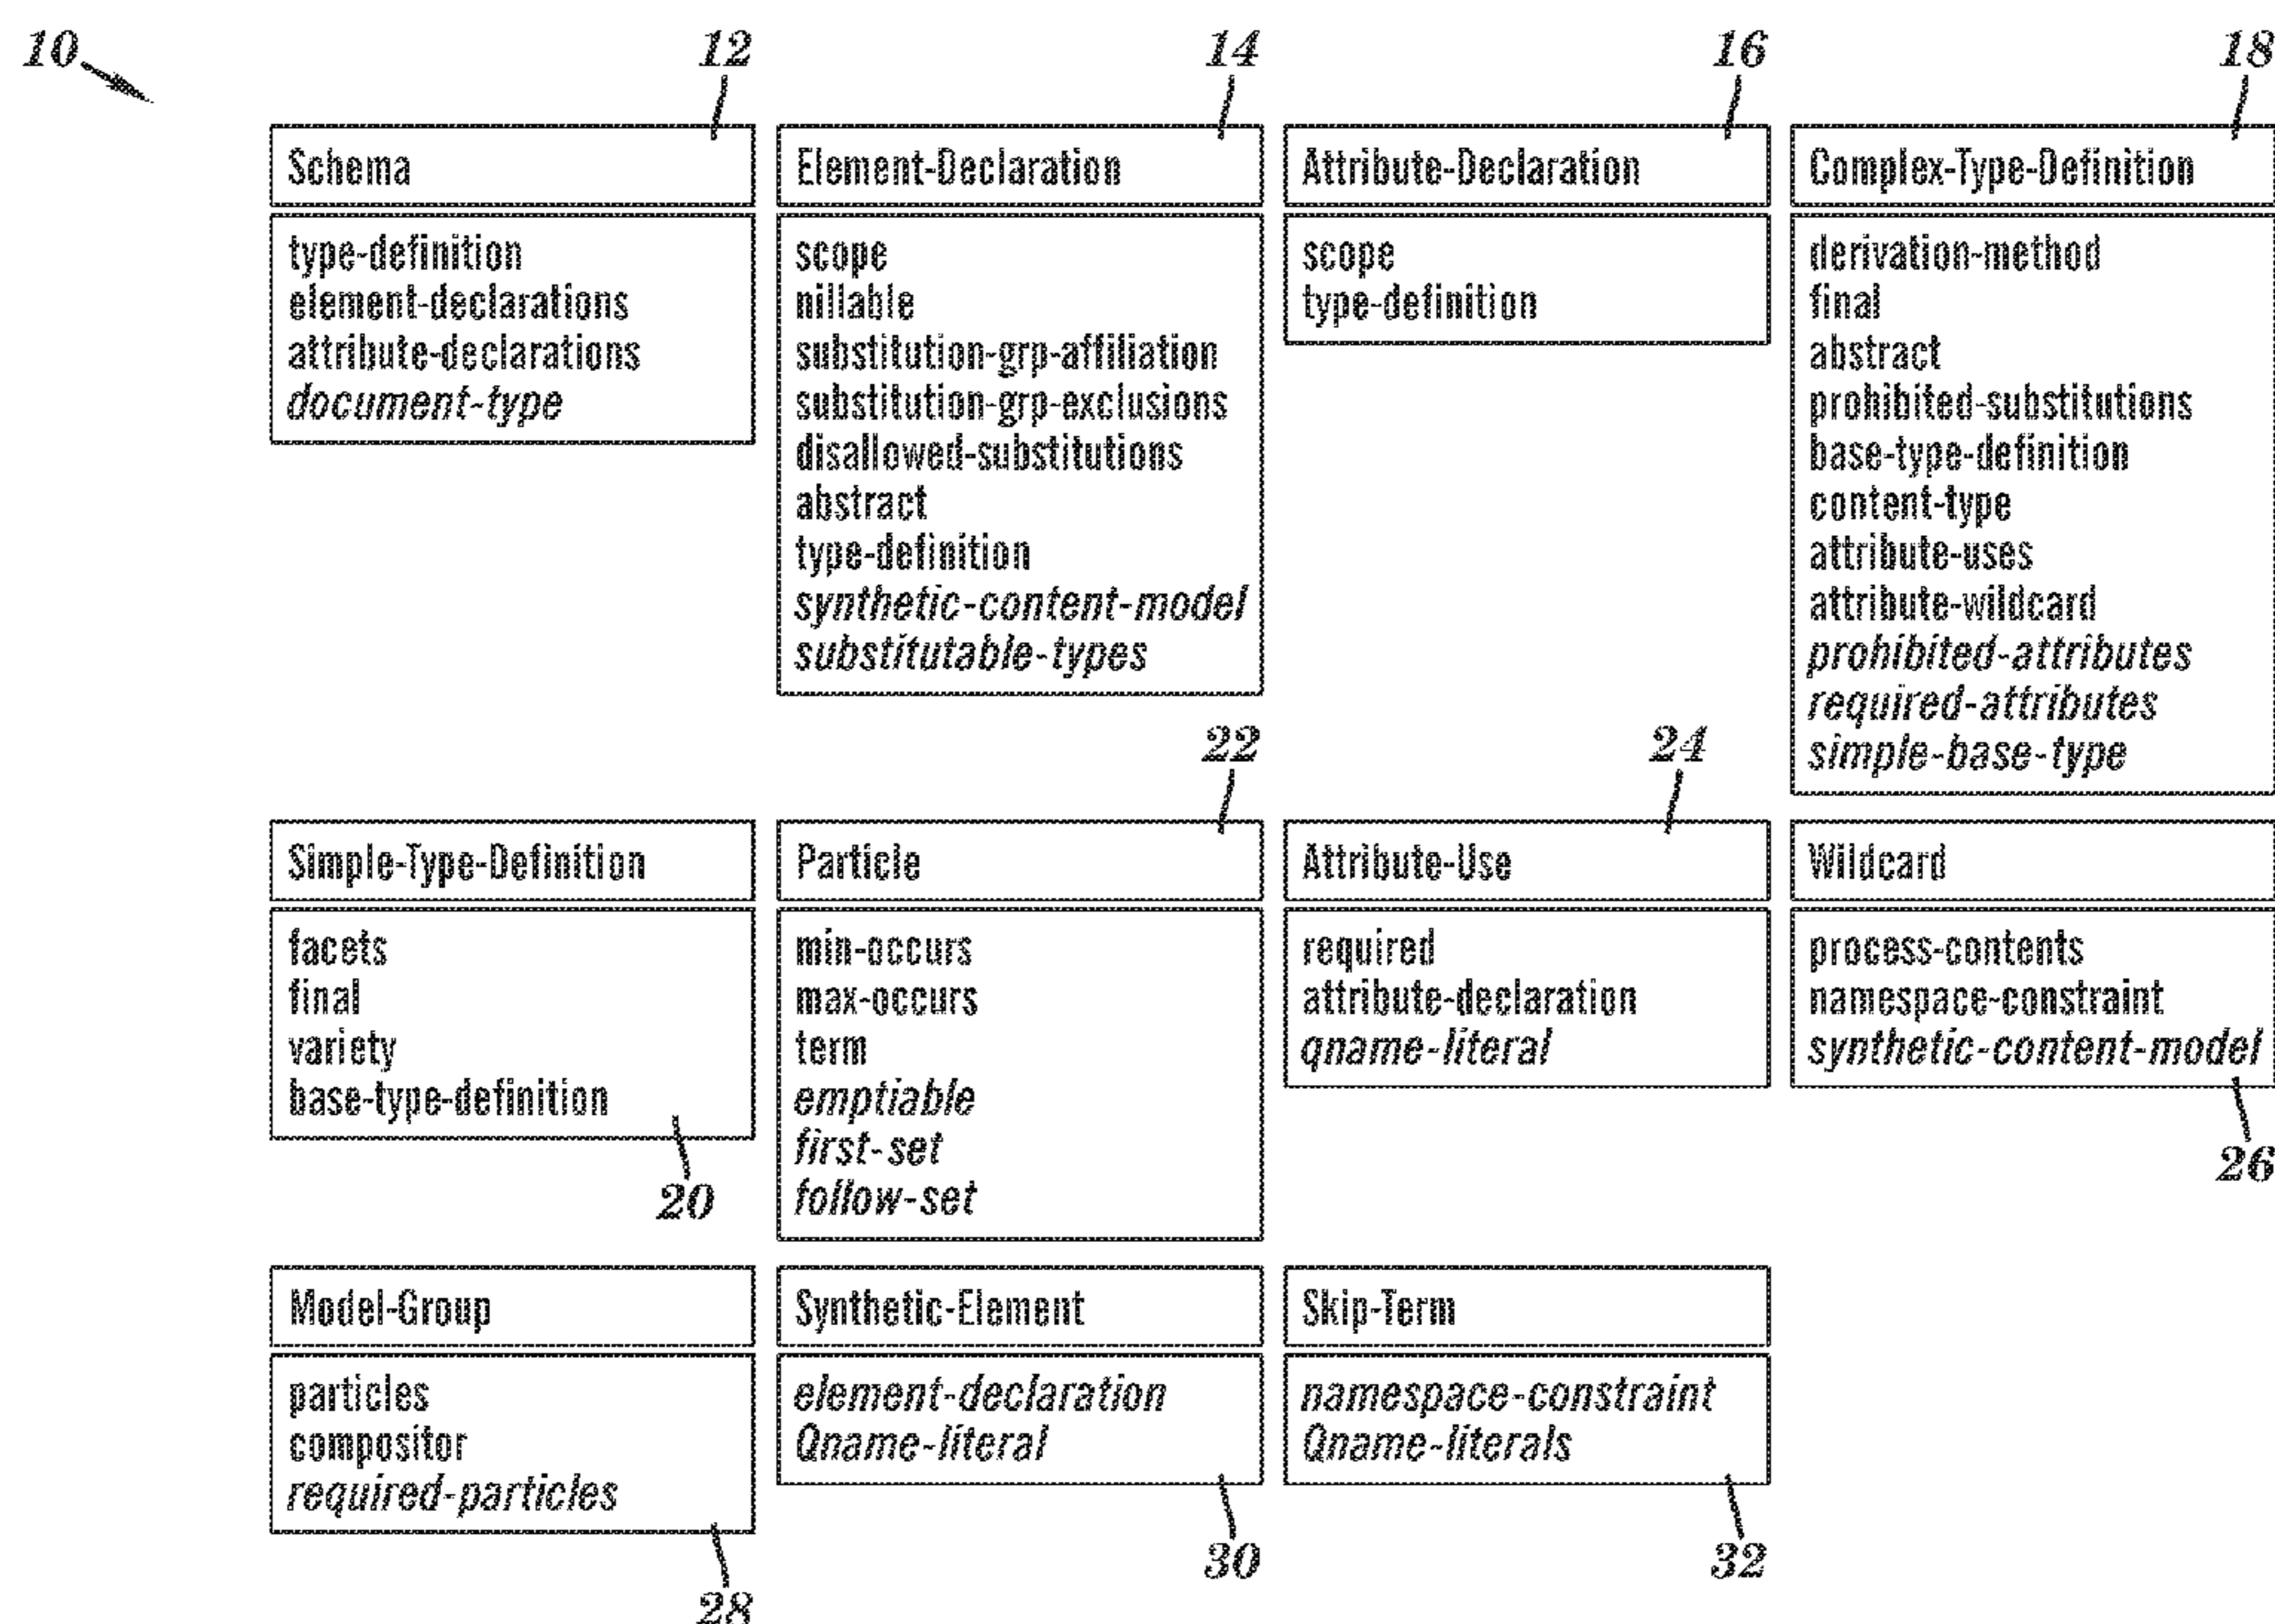 10
12
14
16
18
Schema
type-definition
element-declarations
attribute-declarations
document-type
Element-Declaration
scope
nillable
substitution-grp-affiliation
substitution-grp-exclusions
disallowed-substitutions
abstract
type-definition
synthetic-content-model
substitutable-types
Attribute-Declaration
scope
type-definition
Complex-Type-Definition
derivation-method
final
abstract
prohibited-substitutions
base-type-definition
content-type
attribute-uses
attribute-wildcard
prohibited-attributes
required-attributes
simple-base-type
22
24
Simple-Type-Definition
facets
final
variety
base-type-definition
20
Particle
min-occurs
max-occurs
term
emptiable
first-set
follow-set
Attribute-Use
required
attribute-declaration
qname-literal
Wildcard
process-contents
namespace-constraint
synthetic-content-model
26
Model-Group
particles
compositor
required-particles
28
Synthetic-Element
element-declaration
Qname-literal
30
Skip-Term
namespace-constraint
Qname-literals
32